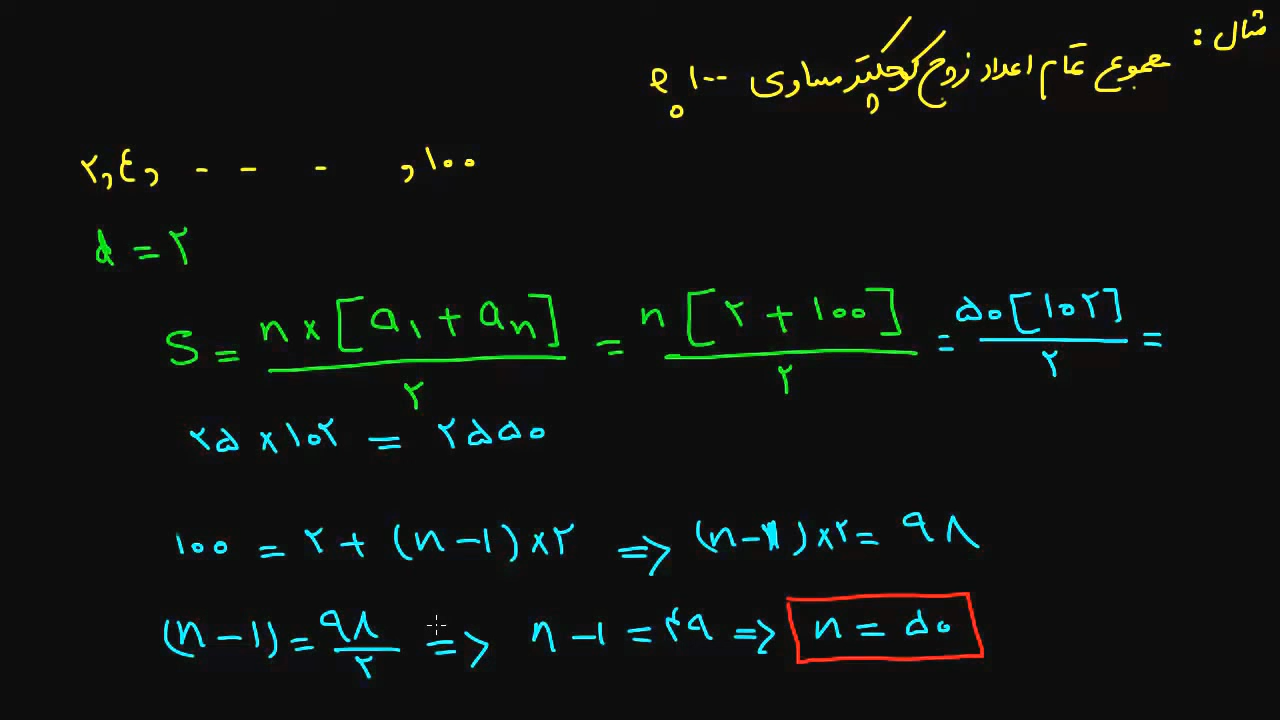 مثال :
مجموع تمام اعداد زوج کوچکتر مساوی ۱۰۰ ؟
۲, ۴, - - - , ۱۰۰
d = ۲
S = n × [a₁ + aₙ] / ۲ = n [۲ + ۱۰۰] / ۲ = ۵۰ [۱۰۲] / ۲ =
۲۵ × ۱۰۲ = ۲۵۵۰
۱۰۰ = ۲ + (n - ۱) × ۲ => (n - ۱) × ۲ = ۹۸
(n - ۱) = ۹۸ / ۲ => n - ۱ = ۴۹ => n = ۵۰